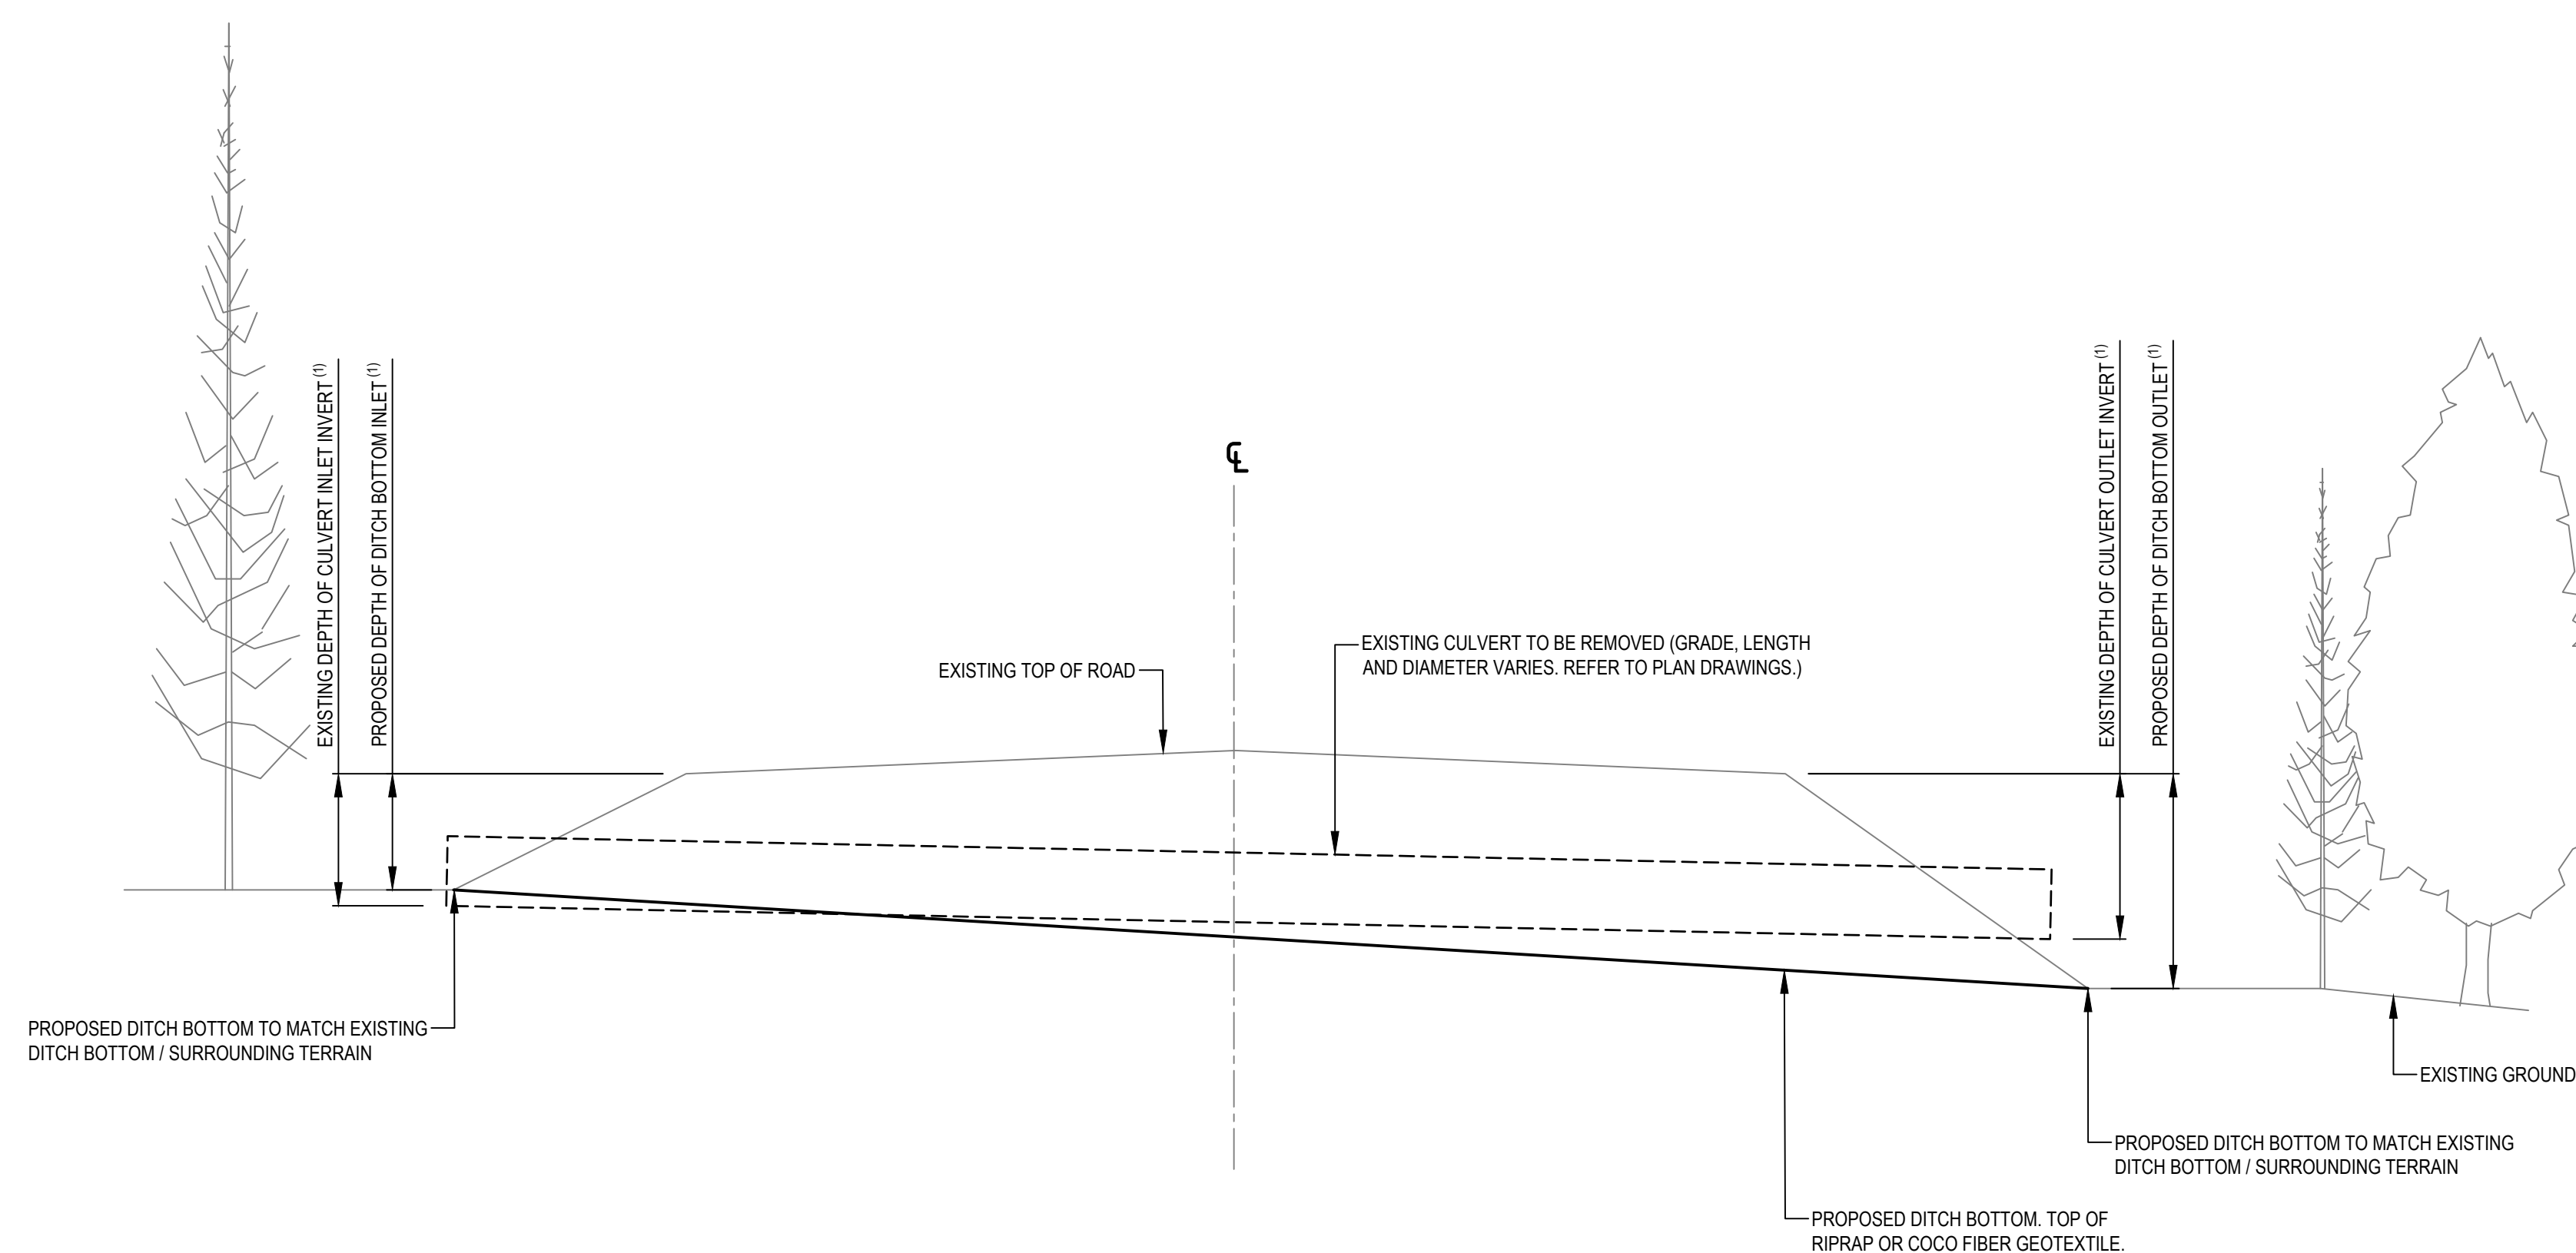 EXISTING DEPTH OF CULVERT INLET INVERT (1)
PROPOSED DEPTH OF DITCH BOTTOM INLET (1)
EXISTING DEPTH OF CULVERT OUTLET INVERT (1)
PROPOSED DEPTH OF DITCH BOTTOM OUTLET (1)
℄
EXISTING TOP OF ROAD
EXISTING CULVERT TO BE REMOVED (GRADE, LENGTH
AND DIAMETER VARIES. REFER TO PLAN DRAWINGS.)
PROPOSED DITCH BOTTOM TO MATCH EXISTING
DITCH BOTTOM / SURROUNDING TERRAIN
EXISTING GROUND
PROPOSED DITCH BOTTOM TO MATCH EXISTING
DITCH BOTTOM / SURROUNDING TERRAIN
PROPOSED DITCH BOTTOM. TOP OF
RIPRAP OR COCO FIBER GEOTEXTILE.